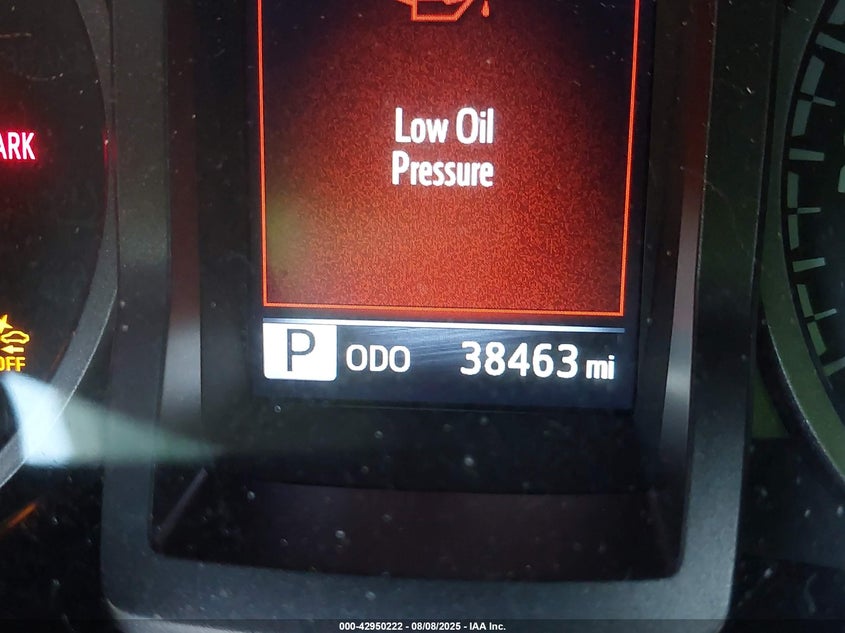 Low Oil
Pressure
ARK
OFF
P ODO 38463 mi
000-42950222 - 08/08/2025 - IAA Inc.